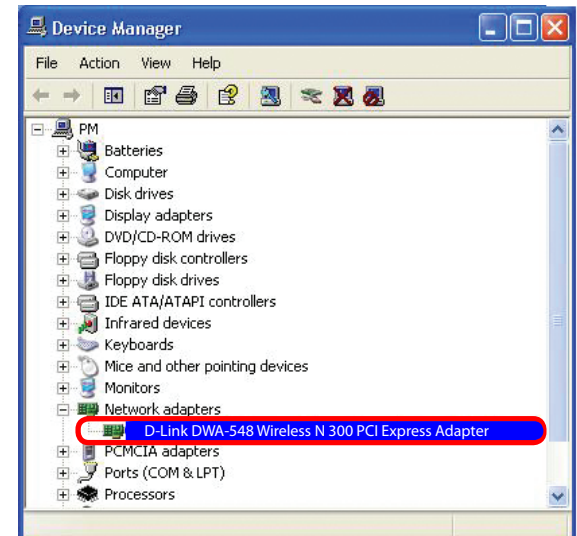 Device Manager
File Action View Help
PM
Batteries
Computer
Disk drives
Display adapters
DVD/CD-ROM drives
Floppy disk controllers
Floppy disk drives
IDE ATA/ATAPI controllers
Infrared devices
Keyboards
Mice and other pointing devices
Monitors
Network adapters
D-Link DWA-548 Wireless N 300 PCI Express Adapter
PCMCIA adapters
Ports (COM & LPT)
Processors